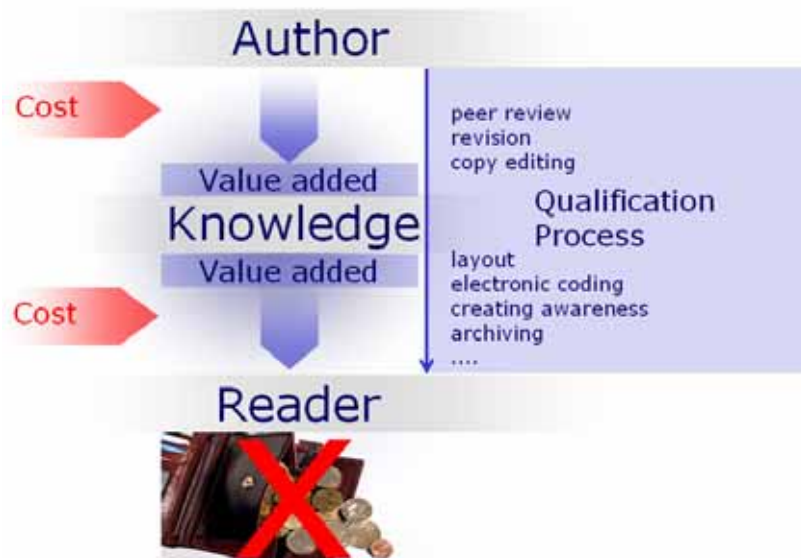 Author
Cost
peer review
revision
copy editing
Value added
Knowledge
Qualification
Process
Value added
layout
electronic coding
creating awareness
archiving
....
Cost
Reader